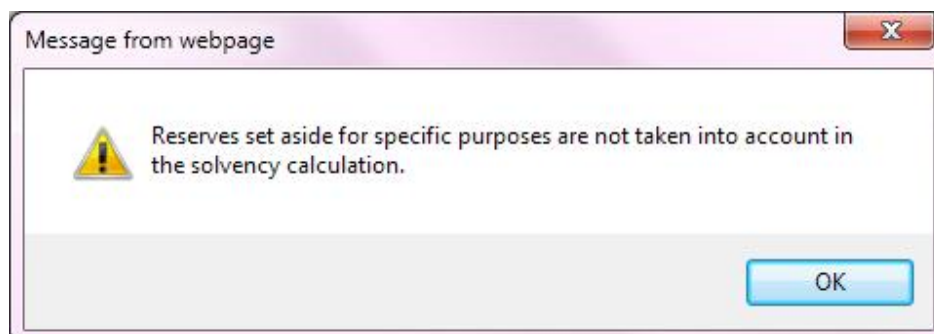 Message from webpage
Reserves set aside for specific purposes are not taken into account in
the solvency calculation.
OK